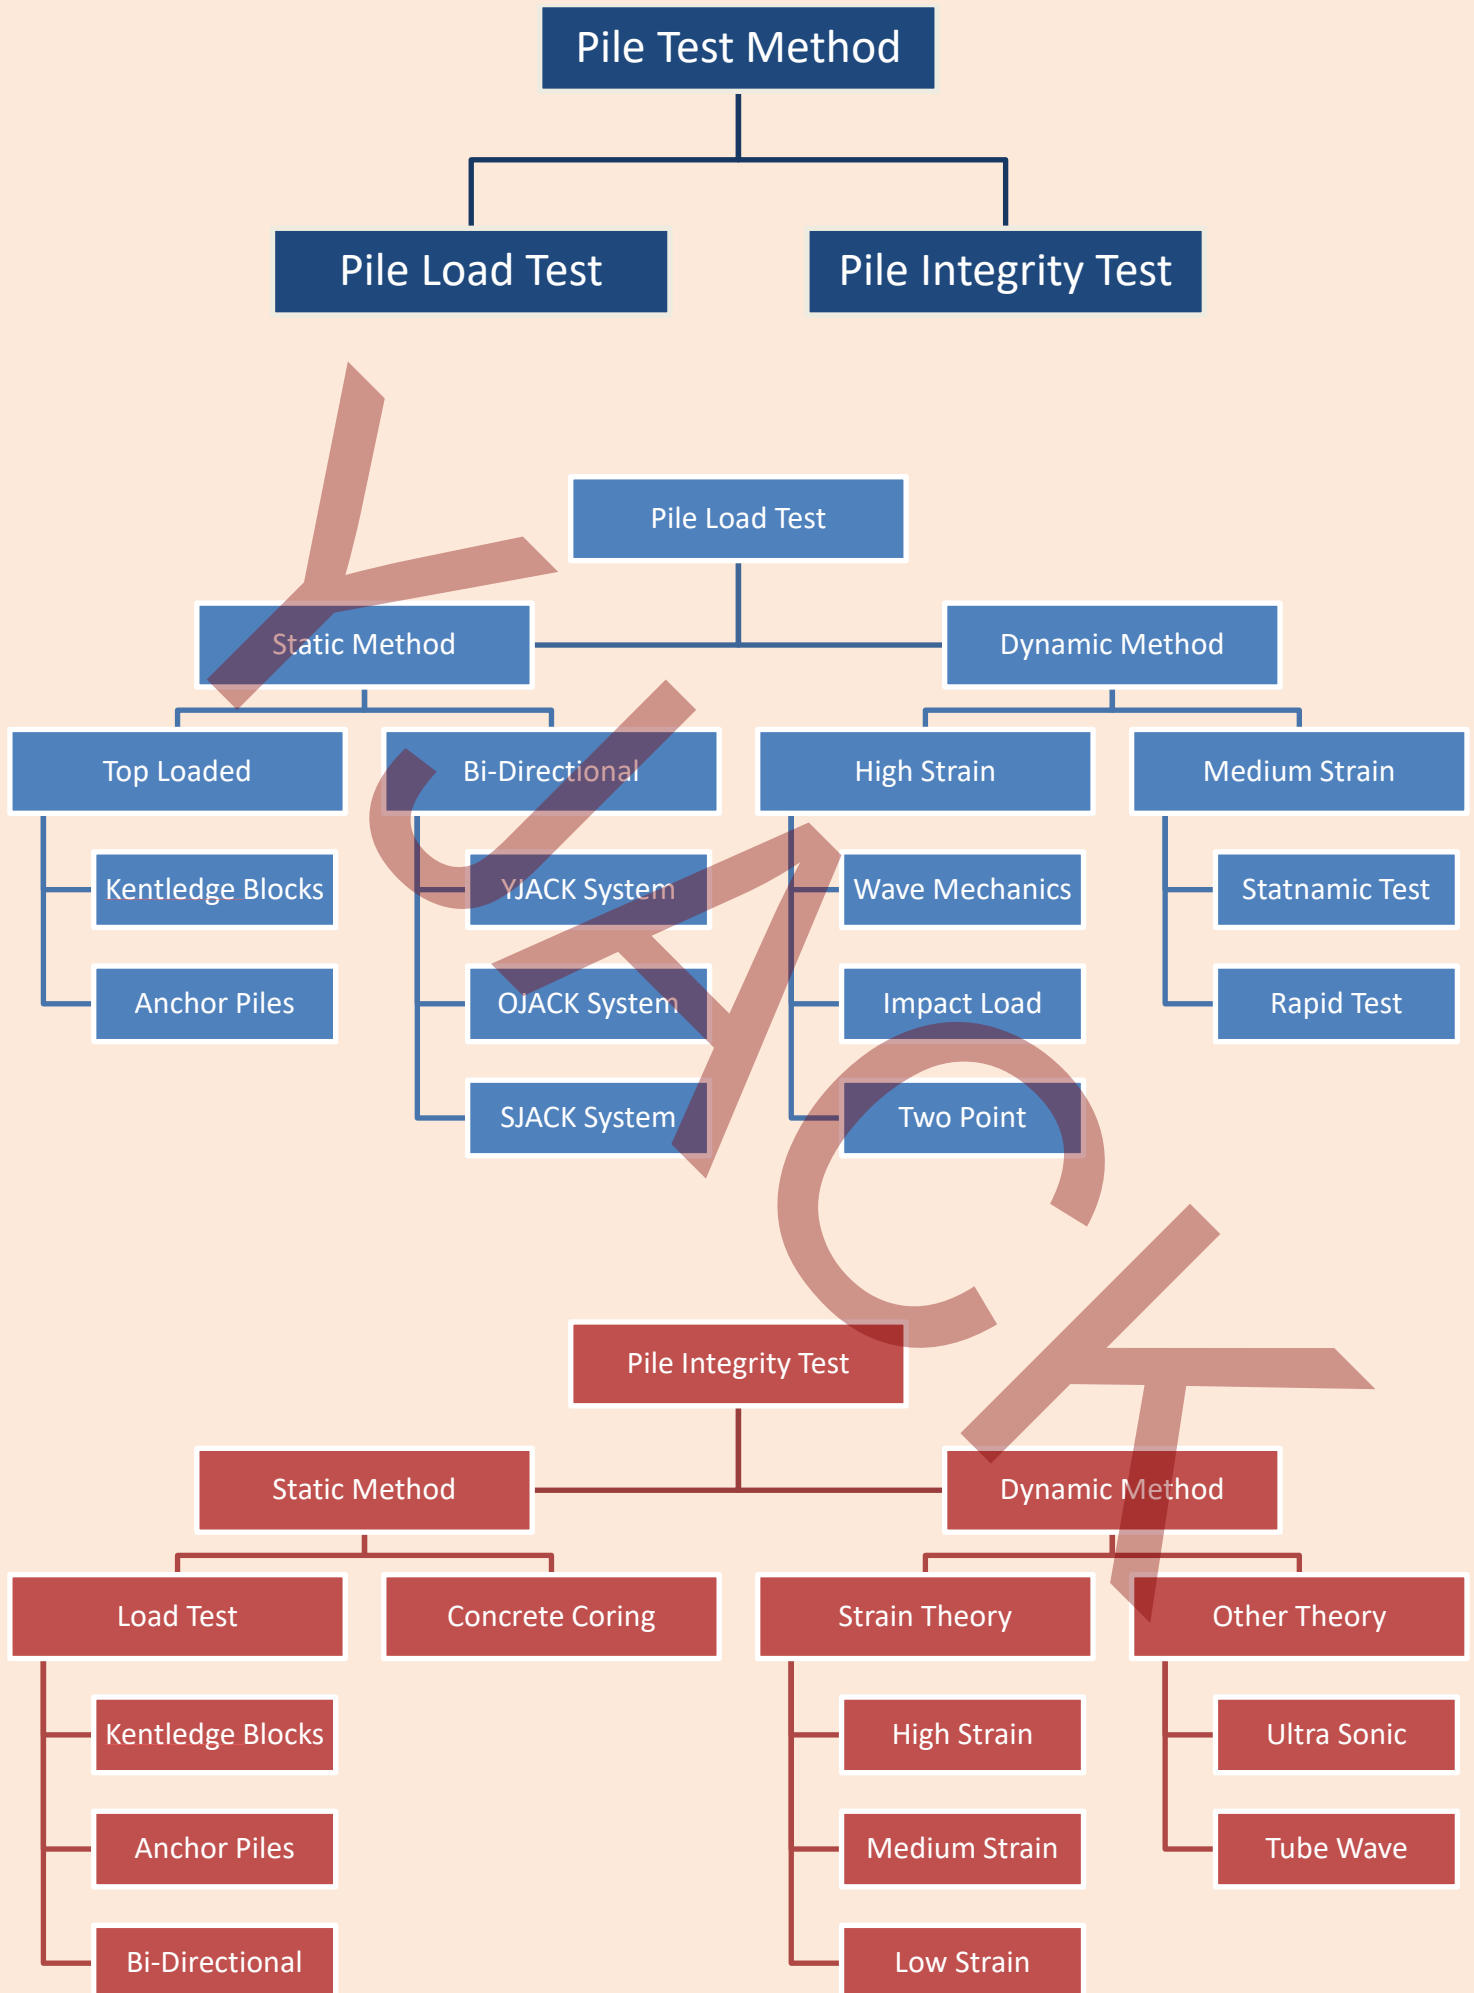 Pile Test Method
Pile Load Test
Pile Integrity Test
Pile Load Test
Static Method
Dynamic Method
Top Loaded
Bi-Directional
High Strain
Medium Strain
Kentledge Blocks
YJACK System
Wave Mechanics
Statnamic Test
Anchor Piles
OJACK System
Impact Load
Rapid Test
SJACK System
Two Point
YJACK
Pile Integrity Test
Static Method
Dynamic Method
Load Test
Concrete Coring
Strain Theory
Other Theory
Kentledge Blocks
High Strain
Ultra Sonic
Anchor Piles
Medium Strain
Tube Wave
Bi-Directional
Low Strain